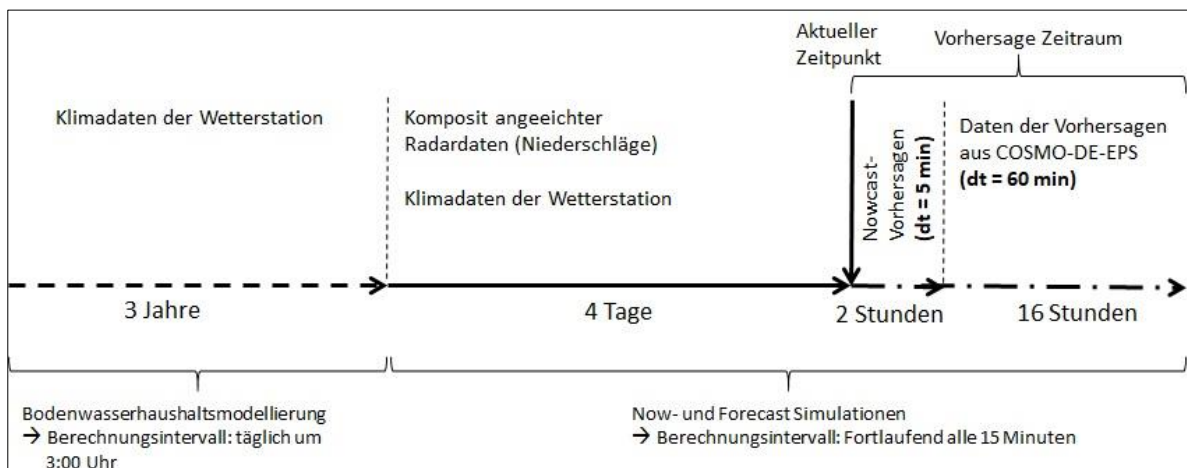 Aktueller
Zeitpunkt
Vorhersage Zeitraum
Klimadaten der Wetterstation
Komposit angeeichter
Radardaten (Niederschläge)
Klimadaten der Wetterstation
Nowcast-
Vorhersagen
(dt = 5 min)
Daten der Vorhersagen
aus COSMO-DE-EPS
(dt = 60 min)
3 Jahre
4 Tage
2 Stunden
16 Stunden
Bodenwasserhaushaltsmodellierung
→ Berechnungsintervall: täglich um
3:00 Uhr
Now- und Forecast Simulationen
→ Berechnungsintervall: Fortlaufend alle 15 Minuten